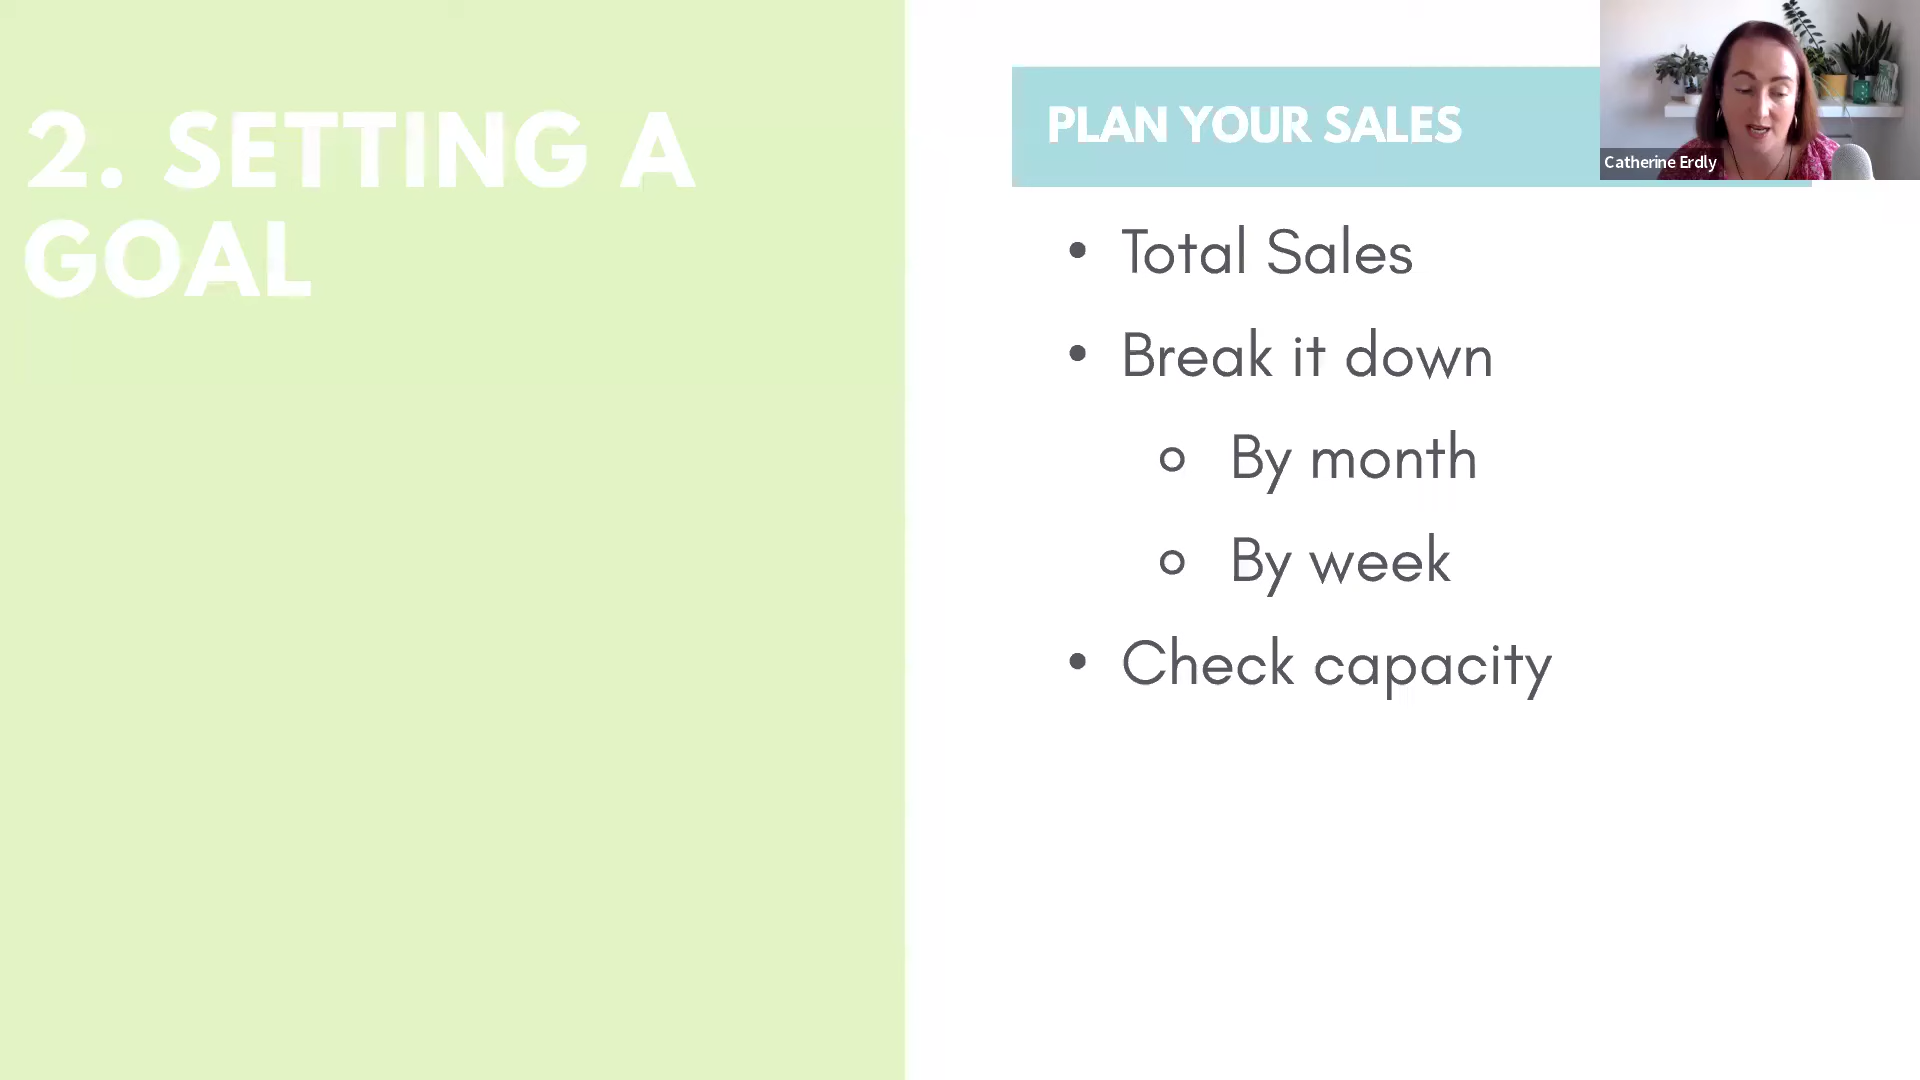 2. SETTING A
GOAL
PLAN YOUR SALES
• Total Sales
• Break it down
○ By month
○ By week
• Check capacity
Catherine Erdly